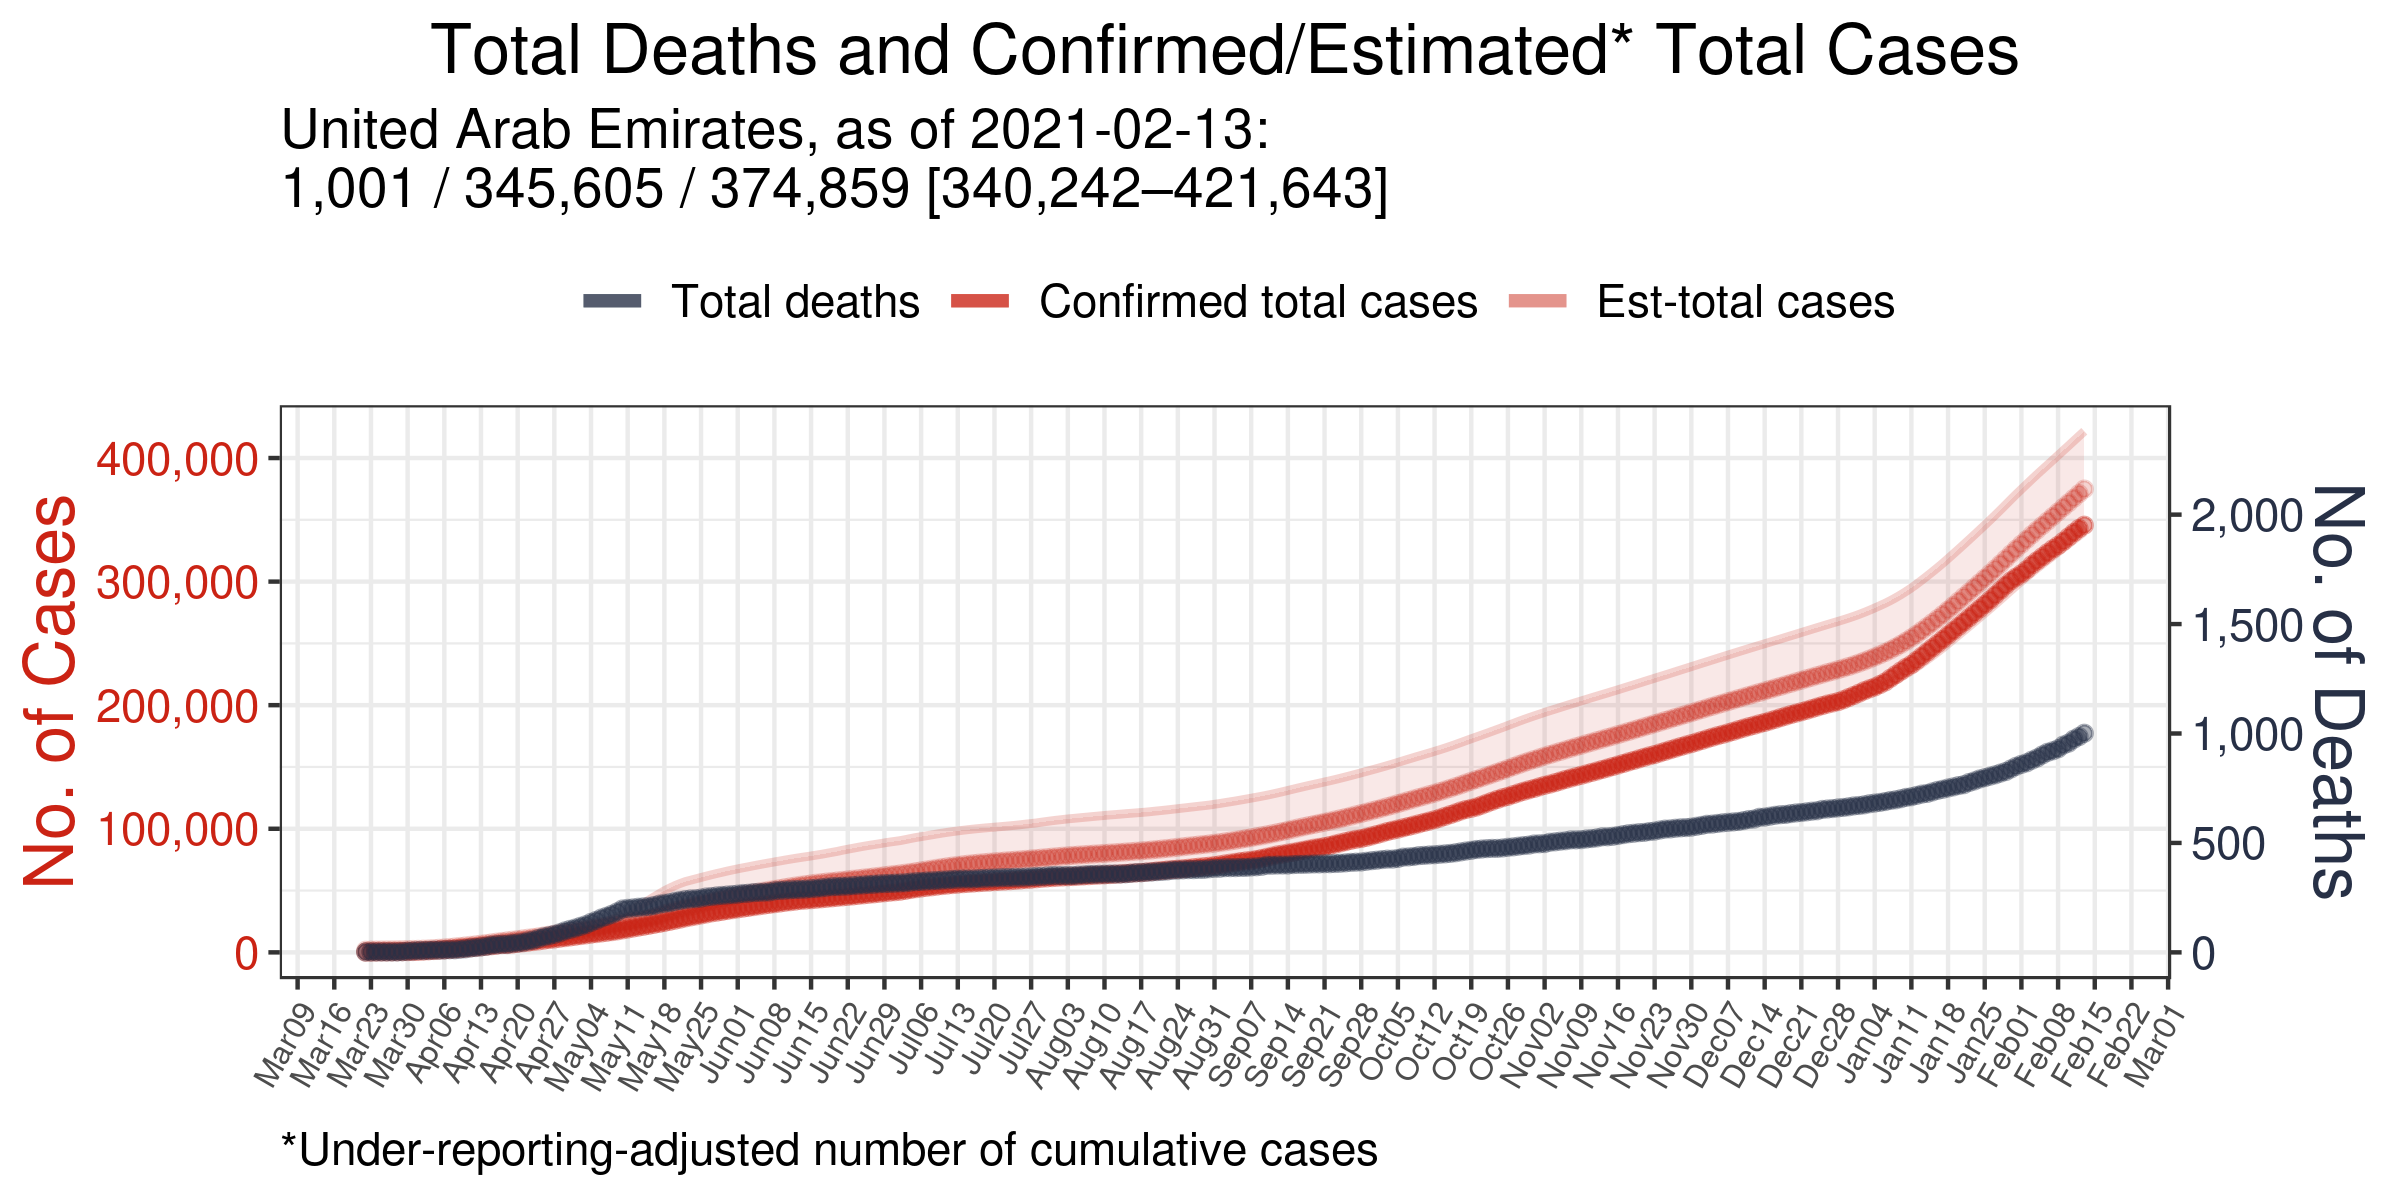 Total Deaths and Confirmed/Estimated* Total Cases
United Arab Emirates, as of 2021-02-13:
1,001 / 345,605 / 374,859 [340,242–421,643]
Total deaths
Confirmed total cases
Est-total cases
No. of Cases
400,000
300,000
200,000
100,000
0
2,000
1,500
1,000
500
0
No. of Deaths
Mar09
Mar16
Mar23
Mar30
Apr06
Apr13
Apr20
Apr27
May04
May11
May18
May25
Jun01
Jun08
Jun15
Jun22
Jun29
Jul06
Jul13
Jul20
Jul27
Aug03
Aug10
Aug17
Aug24
Aug31
Sep07
Sep14
Sep21
Sep28
Oct05
Oct12
Oct19
Oct26
Nov02
Nov09
Nov16
Nov23
Nov30
Dec07
Dec14
Dec21
Dec28
Jan04
Jan11
Jan18
Jan25
Feb01
Feb08
Feb15
Feb22
Mar01
*Under-reporting-adjusted number of cumulative cases